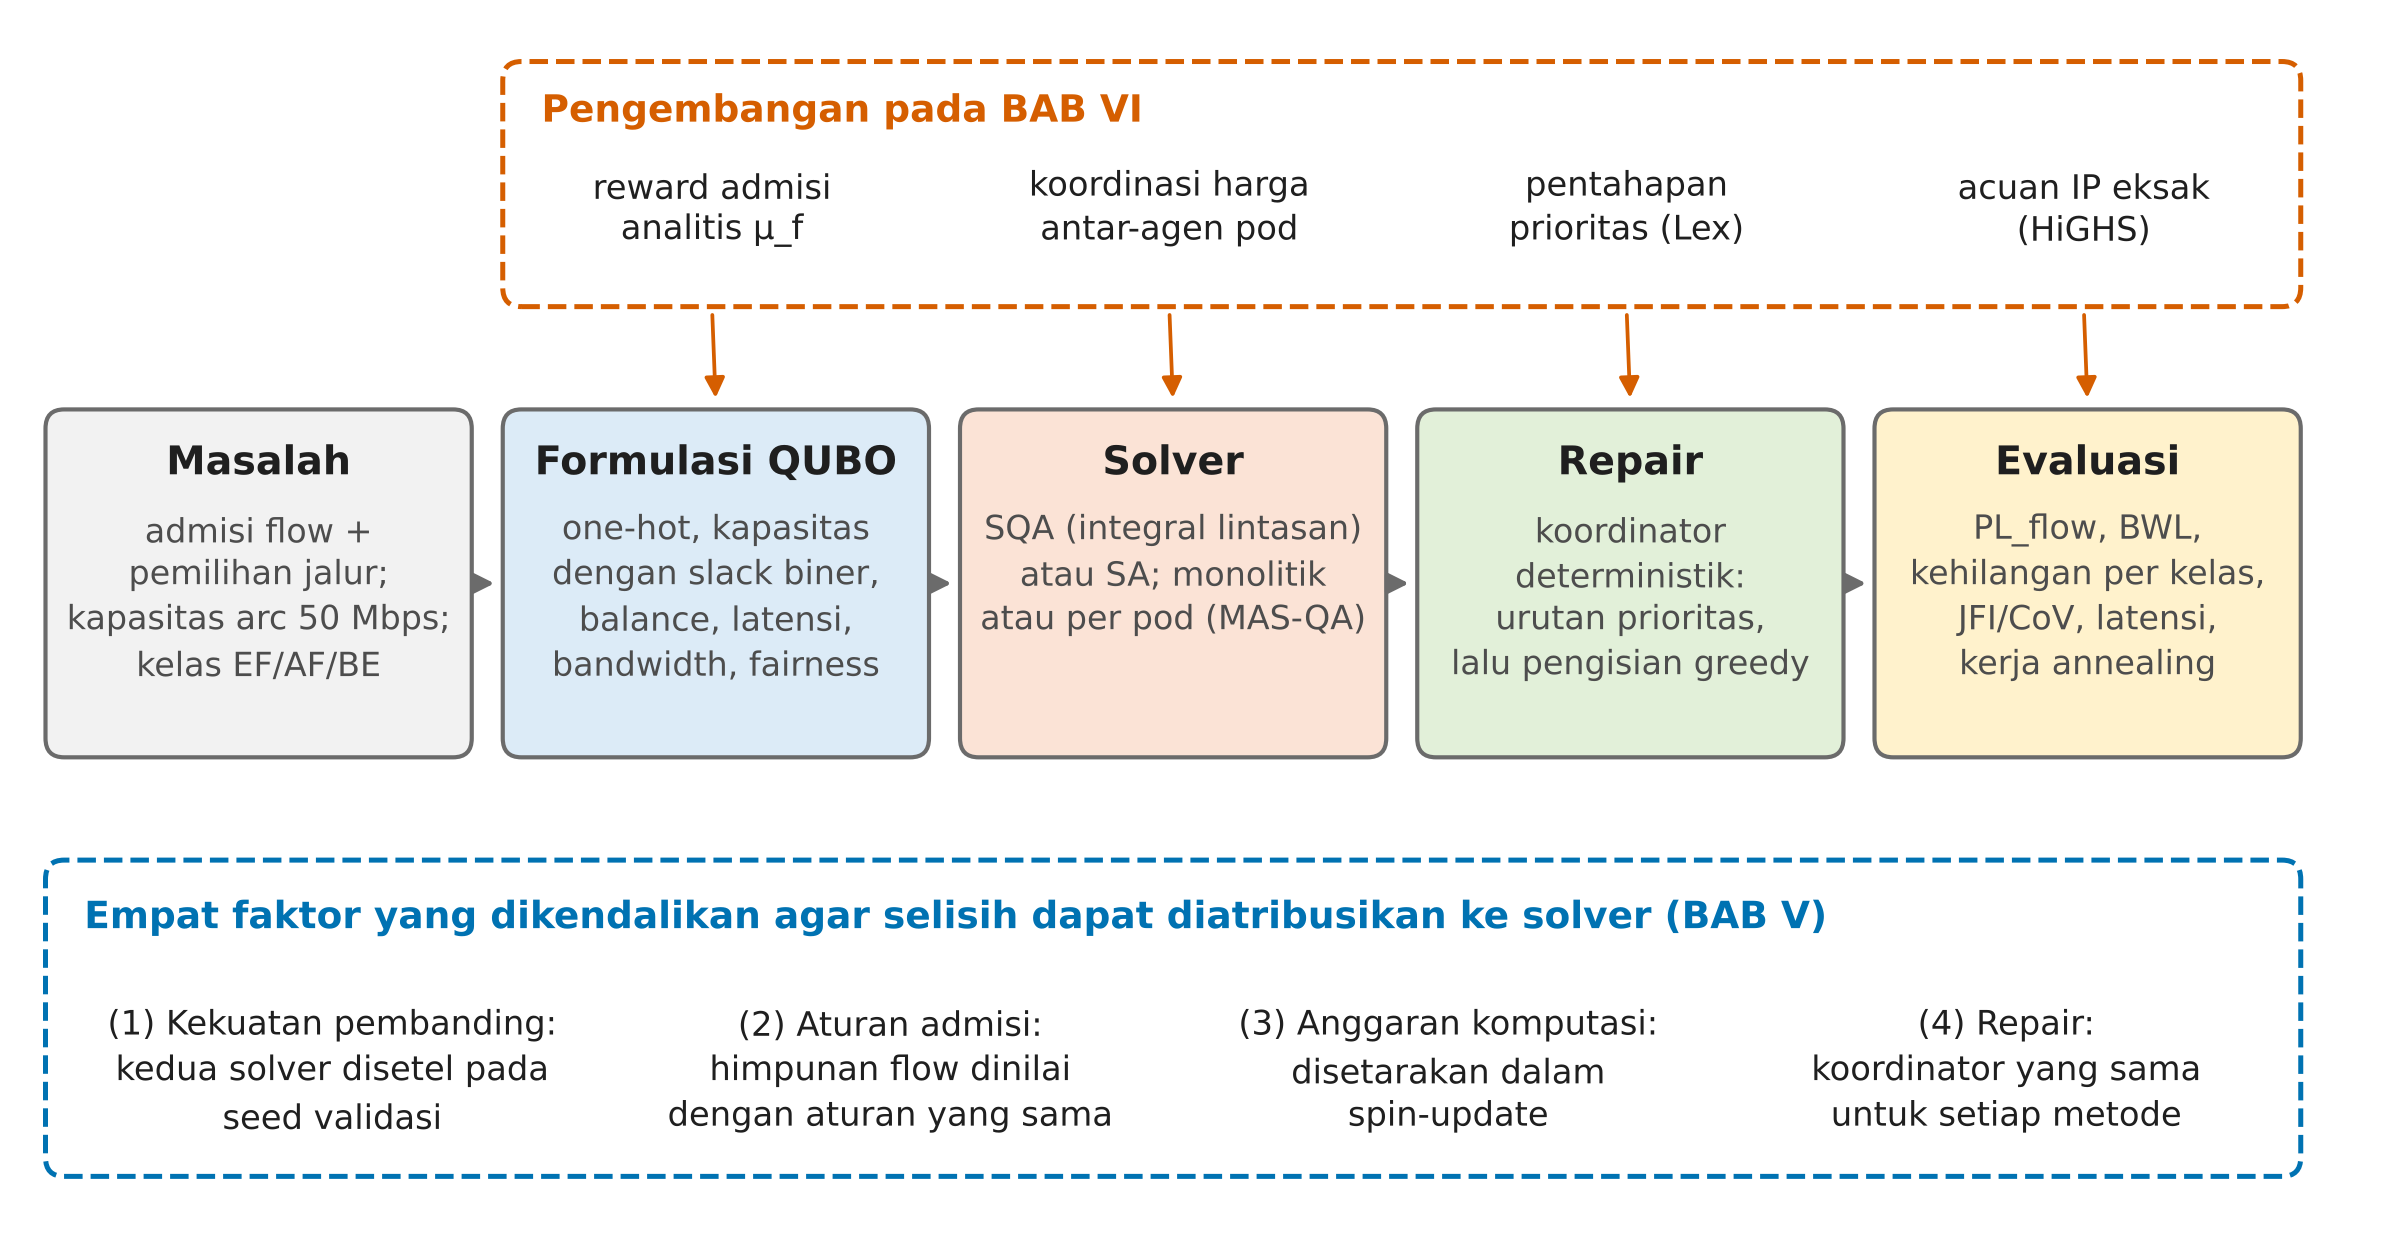 Pengembangan pada BAB VI
reward admisi
analitis μ_f
koordinasi harga
antar-agen pod
pentahapan
prioritas (Lex)
acuan IP eksak
(HiGHS)
Masalah
admisi flow +
pemilihan jalur;
kapasitas arc 50 Mbps;
kelas EF/AF/BE
Formulasi QUBO
one-hot, kapasitas
dengan slack biner,
balance, latensi,
bandwidth, fairness
Solver
SQA (integral lintasan)
atau SA; monolitik
atau per pod (MAS-QA)
Repair
koordinator
deterministik:
urutan prioritas,
lalu pengisian greedy
Evaluasi
PL_flow, BWL,
kehilangan per kelas,
JFI/CoV, latensi,
kerja annealing
Empat faktor yang dikendalikan agar selisih dapat diatribusikan ke solver (BAB V)
(1) Kekuatan pembanding:
kedua solver disetel pada
seed validasi
(2) Aturan admisi:
himpunan flow dinilai
dengan aturan yang sama
(3) Anggaran komputasi:
disetarakan dalam
spin-update
(4) Repair:
koordinator yang sama
untuk setiap metode